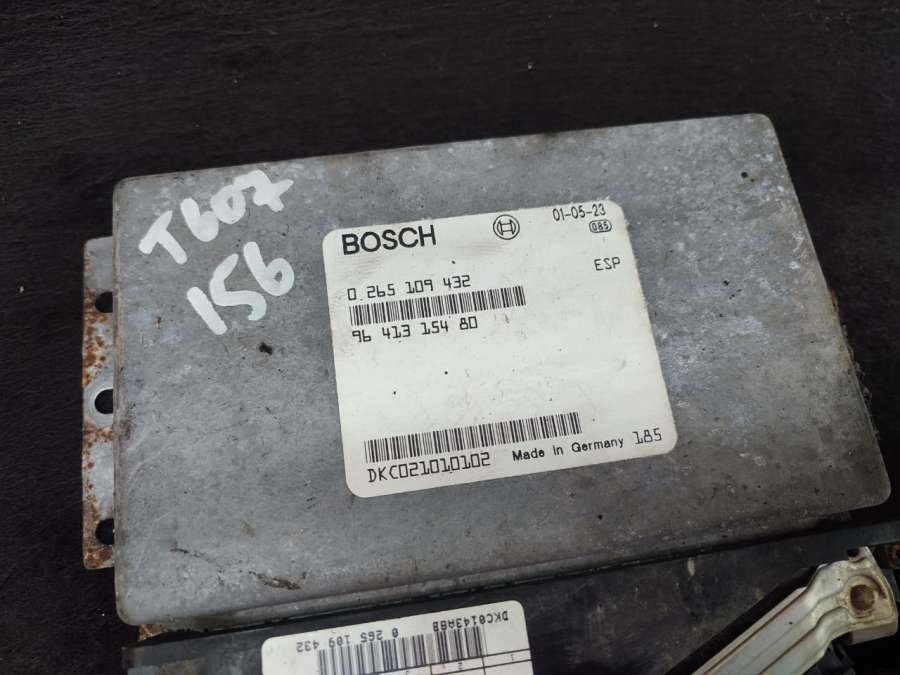 T607
156
BOSCH
01-05-23
085
ESP
0 265 109 432
96 413 154 80
DKC021010102
Made in Germany 185
DKC0143ABB
0 265 109 432